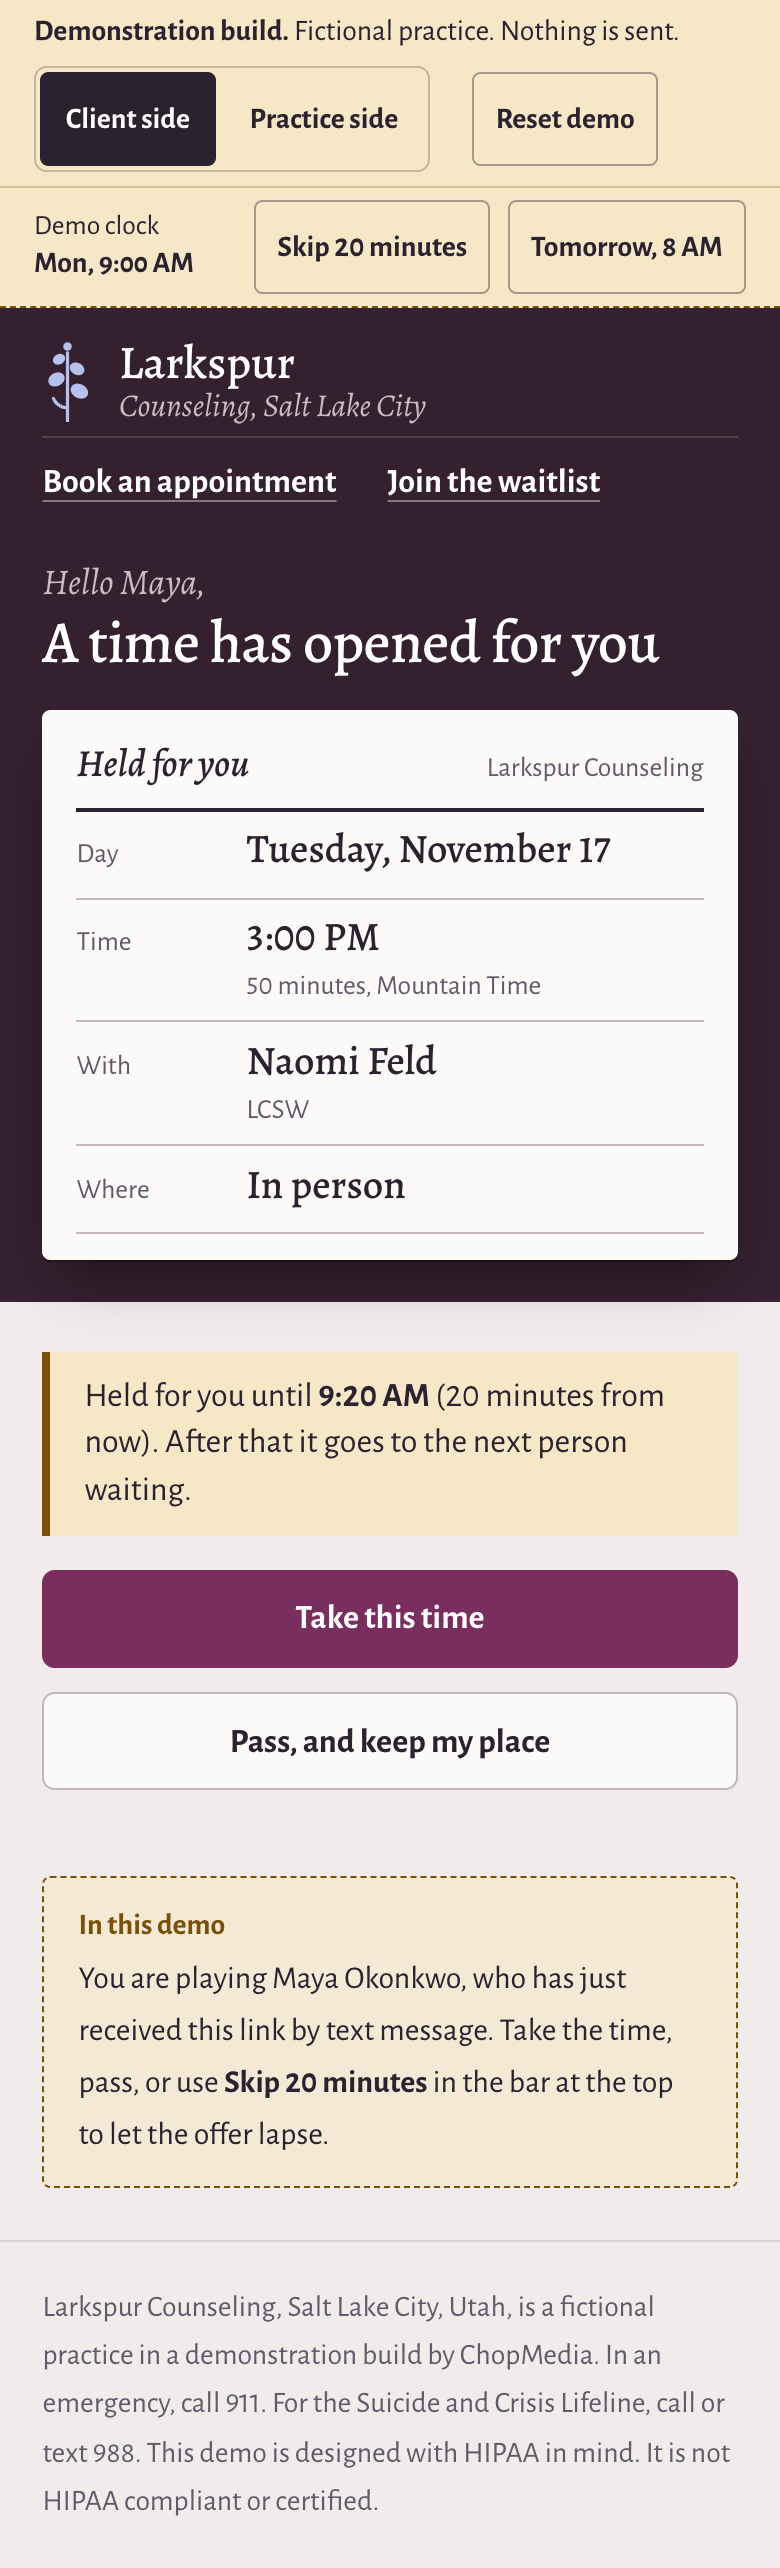 Demonstration build. Fictional practice. Nothing is sent.
Client side
Practice side
Reset demo
Demo clock
Mon, 9:00 AM
Skip 20 minutes
Tomorrow, 8 AM
Larkspur
Counseling, Salt Lake City
Book an appointment
Join the waitlist
Hello Maya,
A time has opened for you
Held for you
Larkspur Counseling
Day
Tuesday, November 17
Time
3:00 PM
50 minutes, Mountain Time
With
Naomi Feld
LCSW
Where
In person
Held for you until 9:20 AM (20 minutes from
now). After that it goes to the next person
waiting.
Take this time
Pass, and keep my place
In this demo
You are playing Maya Okonkwo, who has just
received this link by text message. Take the time,
pass, or use Skip 20 minutes in the bar at the top
to let the offer lapse.
Larkspur Counseling, Salt Lake City, Utah, is a fictional
practice in a demonstration build by ChopMedia. In an
emergency, call 911. For the Suicide and Crisis Lifeline, call or
text 988. This demo is designed with HIPAA in mind. It is not
HIPAA compliant or certified.